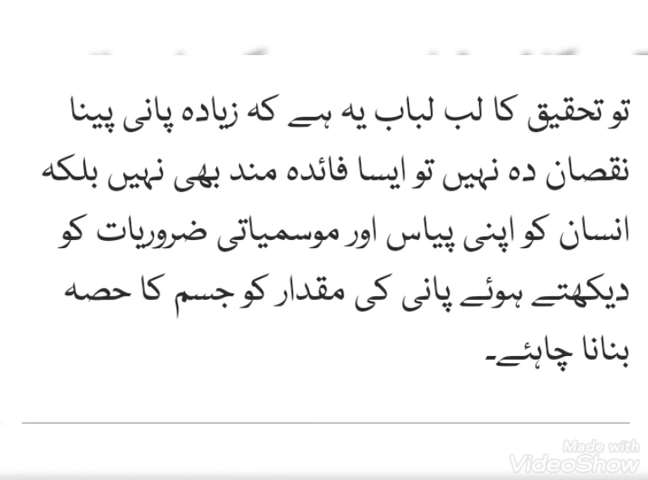 تو تحقیق کا لب لباب یہ ہے کہ زیادہ پانی پینا
نقصان دہ نہیں تو ایسا فائدہ مند بھی نہیں بلکہ
انسان کو اپنی پیاس اور موسمیاتی ضروریات کو
دیکھتے ہوئے پانی کی مقدار کو جسم کا حصہ
بنانا چاہئے۔
Made with
VideoShow